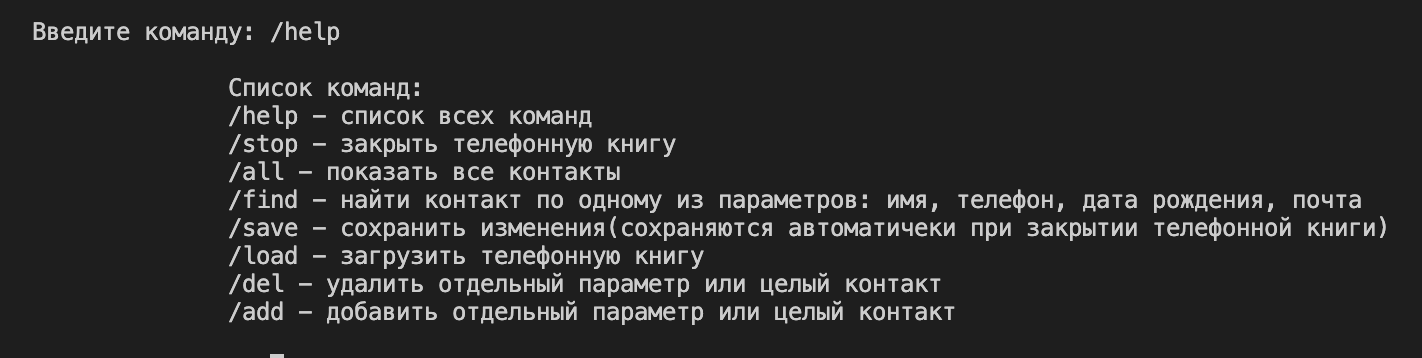 Введите команду: /help
Список команд:
/help – список всех команд
/stop – закрыть телефонную книгу
/all – показать все контакты
/find – найти контакт по одному из параметров: имя, телефон, дата рождения, почта
/save – сохранить изменения(сохраняются автоматичеки при закрытии телефонной книги)
/load – загрузить телефонную книгу
/del – удалить отдельный параметр или целый контакт
/add – добавить отдельный параметр или целый контакт